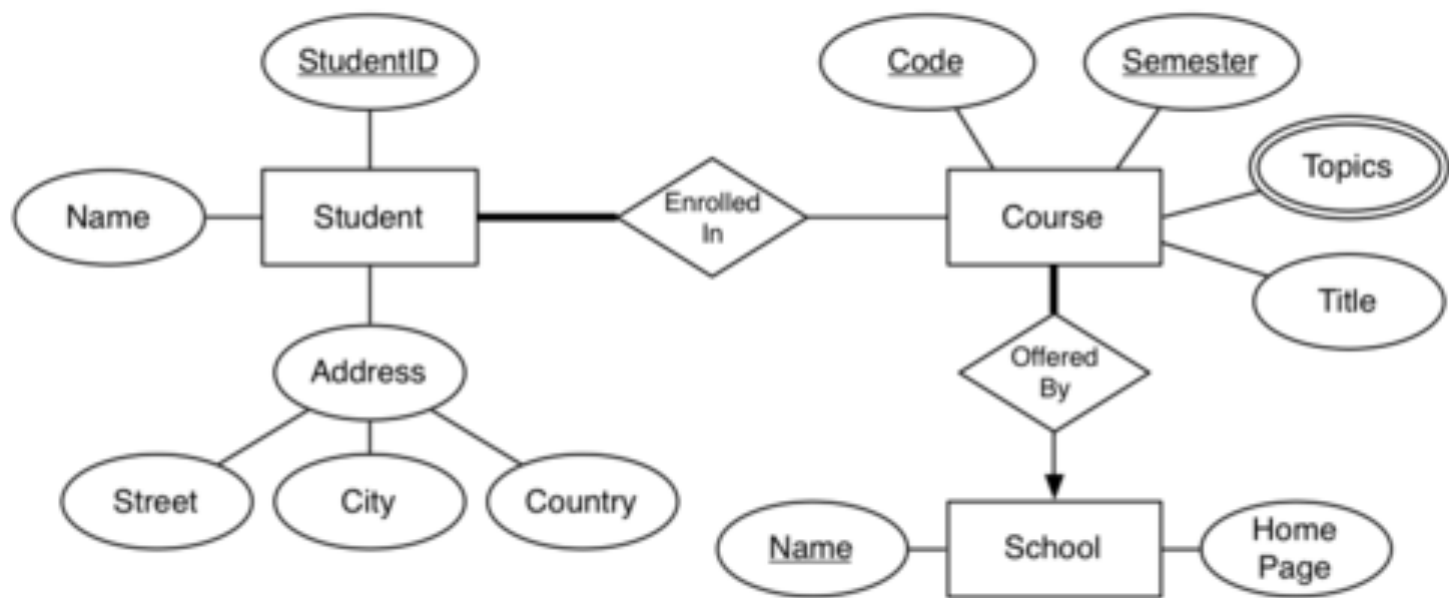 StudentID
Code
Semester
Topics
Name
Student
Enrolled
In
Course
Title
Address
Offered
By
Street
City
Country
Name
School
Home
Page